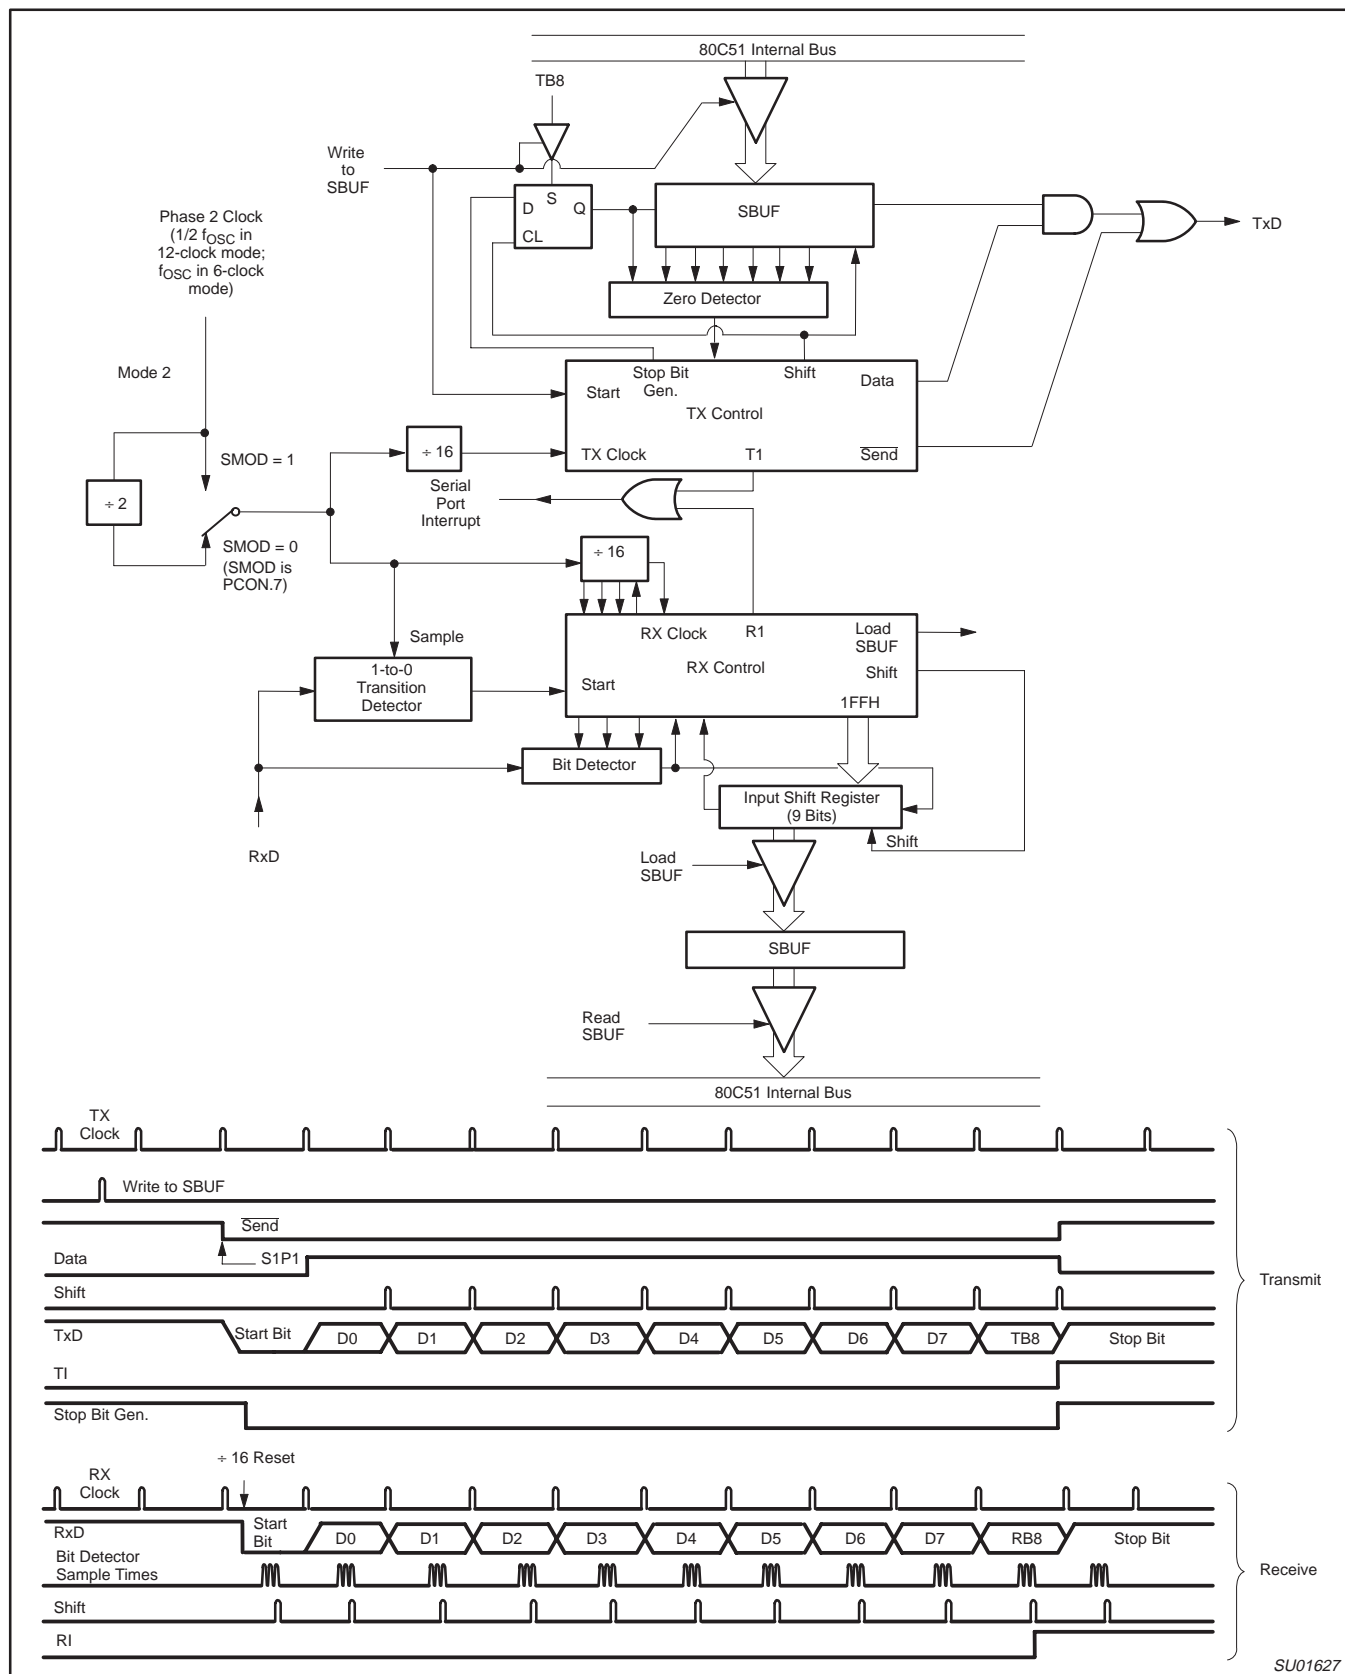 80C51 Internal Bus
TB8
Write
to
SBUF
S
D
Q
CL
SBUF
TxD
Phase 2 Clock
(1/2 fOSC in
12-clock mode;
fOSC in 6-clock
mode)
Zero Detector
Mode 2
Stop Bit
Gen.
Shift
Data
Start
TX Control
TX Clock
T1
Send
SMOD = 1
÷ 16
÷ 2
Serial
Port
Interrupt
SMOD = 0
(SMOD is
PCON.7)
÷ 16
Sample
RX Clock
R1
Load
SBUF
RX Control
Shift
Start
1FFH
1-to-0
Transition
Detector
Bit Detector
Input Shift Register
(9 Bits)
Shift
RxD
Load
SBUF
SBUF
Read
SBUF
80C51 Internal Bus
TX
Clock
Write to SBUF
Send
S1P1
Data
Shift
TxD
Start Bit
D0
D1
D2
D3
D4
D5
D6
D7
TB8
Stop Bit
TI
Stop Bit Gen.
Transmit
÷ 16 Reset
RX
Clock
RxD
Start
Bit
D0
D1
D2
D3
D4
D5
D6
D7
RB8
Stop Bit
Bit Detector
Sample Times
Shift
RI
Receive
SU01627